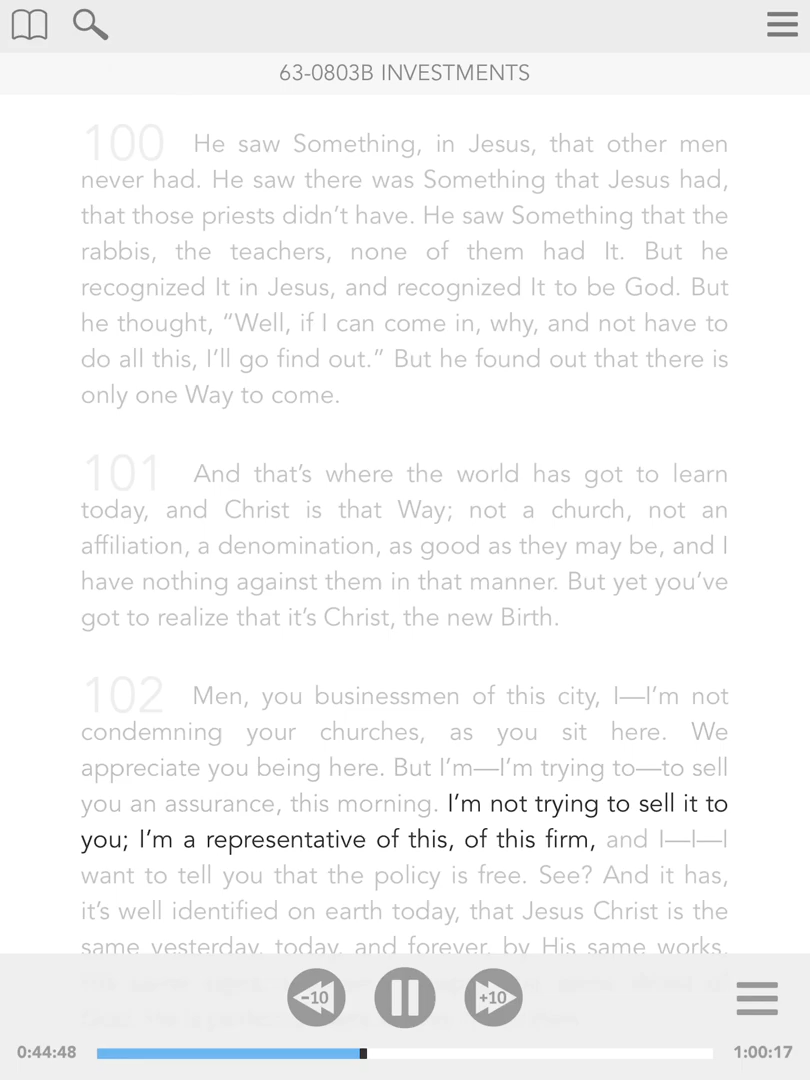 63-0803B INVESTMENTS
100 He saw Something, in Jesus, that other men
never had. He saw there was Something that Jesus had,
that those priests didn’t have. He saw Something that the
rabbis, the teachers, none of them had It. But he
recognized It in Jesus, and recognized It to be God. But
he thought, “Well, if I can come in, why, and not have to
do all this, I’ll go find out.” But he found out that there is
only one Way to come.
101 And that’s where the world has got to learn
today, and Christ is that Way; not a church, not an
affiliation, a denomination, as good as they may be, and I
have nothing against them in that manner. But yet you’ve
got to realize that it’s Christ, the new Birth.
102 Men, you businessmen of this city, I—I’m not
condemning your churches, as you sit here. We
appreciate you being here. But I’m—I’m trying to—to sell
you an assurance, this morning. I’m not trying to sell it to
you; I’m a representative of this, of this firm, and I—I—I
want to tell you that the policy is free. See? And it has,
it’s well identified on earth today, that Jesus Christ is the
same yesterday, today, and forever, by His same works,
-10 +10
0:44:48 1:00:17